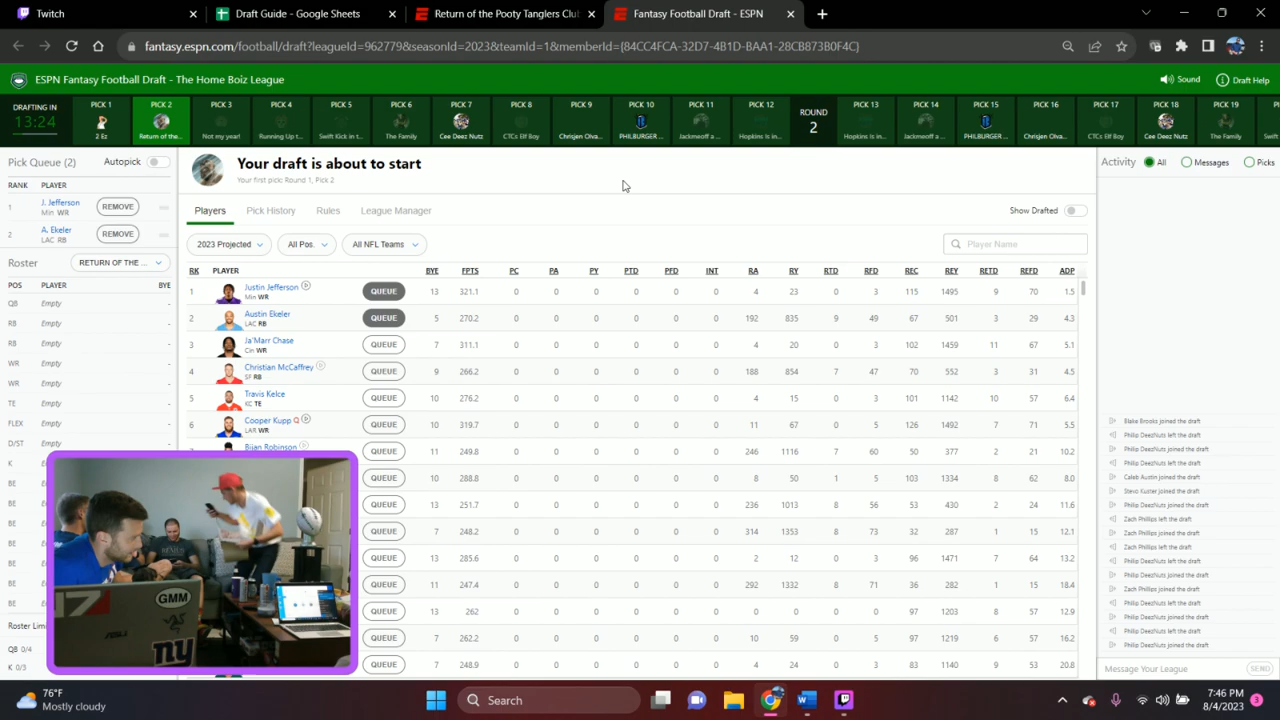 Twitch
Draft Guide - Google Sheets
Return of the Pooty Tanglers Clu
Fantasy Football Draft - ESPN
fantasy.espn.com/football/draft?leagueId=962779&seasonId=2023&teamId=1&memberId={84CC4FCA-32D7-4B1D-BAA1-28CB873B0F4C}
ESPN Fantasy Football Draft - The Home Boiz League
Sound
Draft Help
DRAFTING IN
13:24
PICK 1
2 Ez
PICK 2
Return of the...
PICK 3
Not my year!
PICK 4
Running Up t...
PICK 5
Swift Kick in t...
PICK 6
The Family
PICK 7
Cee Deez Nutz
PICK 8
CTCs Elf Boy
PICK 9
Chrisjen Olva...
PICK 10
PHILBURGER...
PICK 11
Jackmeoff a ...
PICK 12
Hopkins Is in...
ROUND
2
PICK 13
Hopkins Is in...
PICK 14
Jackmeoff a ...
PICK 15
PHILBURGER...
PICK 16
Chrisjen Olva...
PICK 17
CTCs Elf Boy
PICK 18
Cee Deez Nutz
PICK 19
The Family
Swift
Pick Queue (2)
Autopick
RANK PLAYER
1 J. Jefferson REMOVE
Min WR
2 A. Ekeler REMOVE
LAC RB
Roster
RETURN OF THE ...
POS PLAYER BYE
QB Empty -
RB Empty -
RB Empty -
WR Empty -
WR Empty -
TE Empty -
FLEX Empty -
D/ST Empty -
K
BE
BE
BE
BE
BE
BE
BE
Roster Lim
QB 0/4
K 0/3
Your draft is about to start
Your first pick: Round 1, Pick 2
Players
Pick History
Rules
League Manager
Show Drafted
2023 Projected
All Pos.
All NFL Teams
Player Name
RK PLAYER BYE FPTS PC PA PY PTD PFD INT RA RY RTD RFD REC REY RETD REFD ADP
1 Justin Jefferson QUEUE 13 321.1 0 0 0 0 0 0 4 23 0 3 115 1495 9 70 1.5
Min WR
2 Austin Ekeler QUEUE 5 270.2 0 0 0 0 0 0 192 835 8 49 67 501 3 29 4.3
LAC RB
3 Ja'Marr Chase QUEUE 7 311.1 0 0 0 0 0 0 4 20 0 3 102 1459 11 67 5.1
Cin WR
4 Christian McCaffrey QUEUE 9 266.2 0 0 0 0 0 0 188 854 7 47 70 552 3 31 4.5
SF RB
5 Travis Kelce QUEUE 10 276.2 0 0 0 0 0 0 4 15 0 3 101 1142 10 57 6.4
KC TE
6 Cooper Kupp Q QUEUE 10 0 0 0 0 0 0 11 67 0 5 126 7 71 5.5
LAR WR
Bijan Robinson QUEUE 11 249.8 0 0 0 0 0 0 246 1116 7 60 50 377 2 21 10.2
QUEUE 10 288.8 0 0 0 0 0 0 8 50 1 5 103 1334 8 62 8.0
QUEUE 0 0 0 0 0 0 236 1013 8 56 53 430 2 24 11.6
QUEUE 0 0 0 0 0 0 314 1353 8 73 32 287 1 15 12.1
QUEUE 0 0 0 0 0 0 2 12 0 0 96 1471 7 64 13.2
QUEUE 11 247.4 0 0 0 0 0 0 292 1332 36 282 1 15 18.4
QUEUE 13 262 0 0 0 0 0 0 0 0 0 0 97 1203 8 57 12.9
QUEUE 262.2 0 0 0 0 0 0 10 59 0 4 97 1219 6 57 16.2
QUEUE 7 248.9 0 0 0 0 0 0 4 24 0 3 83 1140 9 53 20.8
GMM
ny
Activity
All
Messages
Picks
Blake Brooks joined the draft
Philip DeezNuts left the draft
Philip DeezNuts joined the draft
Philip DeezNuts left the draft
Caleb Austin joined the draft
Stevo Kuster joined the draft
Philip DeezNuts joined the draft
Zach Phillips left the draft
Zach Phillips joined the draft
Zach Phillips left the draft
Philip DeezNuts left the draft
Philip DeezNuts joined the draft
Zach Phillips joined the draft
Philip DeezNuts left the draft
Philip DeezNuts joined the draft
Philip DeezNuts left the draft
Philip DeezNuts joined the draft
Message Your League
SEND
76°F
Mostly cloudy
Search
7:46 PM
8/4/2023
3